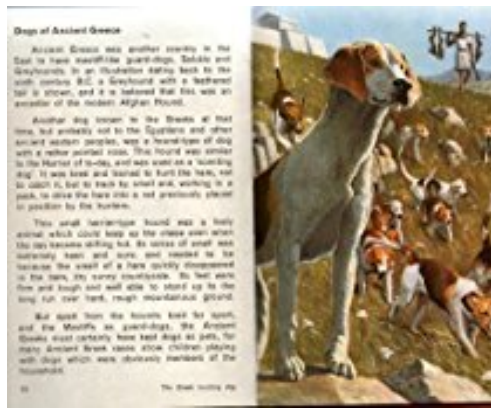 Dogs of Ancient Greece
Ancient Greece was another country in the
East to have mastiff-like guard-dogs, Salukis and
Greyhounds. In an illustration dating back to the
sixth century B.C. a Greyhound with a feathered
tail is shown, and it is believed that this was an
ancestor of the modern Afghan Hound.
Another dog known to the Greeks at that
time, but probably not to the Egyptians and other
ancient eastern peoples, was a hound-type of dog
with a rather pointed nose. This hound was similar
to the Harrier of to-day, and was used as a
dog'. It was bred and trained to hunt the hare, not
to catch it, but to track by smell and, working in a
pack, to drive the hare into a net previously placed
in position by the hunters.
This small harrier-type hound was a lively
animal which could keep up the chase even when
the day became stifling hot. Its sense of smell was
extremely keen and sure, and needed to be
because the smell of a hare quickly disappeared
in the bare, dry sunny countryside. Its feet were
firm and tough and well able to stand up to the
long run over hard, rough mountainous ground.
But apart from the hounds kept for sport,
and the Mastiffs as guard-dogs, the Ancient
Greeks most certainly have kept dogs as pets, for
many Ancient Greek vases show children playing
with dogs which were obviously members of the
household.
The Greek hunting dog